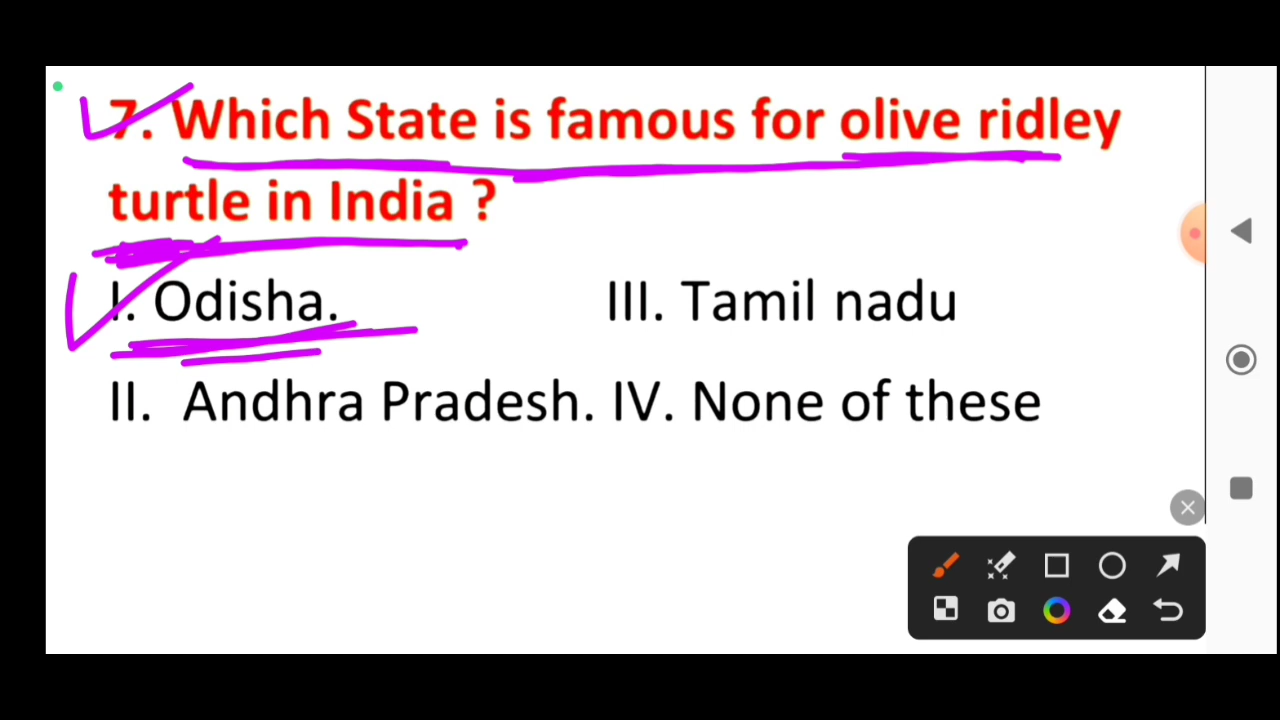 7. Which State is famous for olive ridley
turtle in India ?
I. Odisha. III. Tamil nadu
II. Andhra Pradesh. IV. None of these